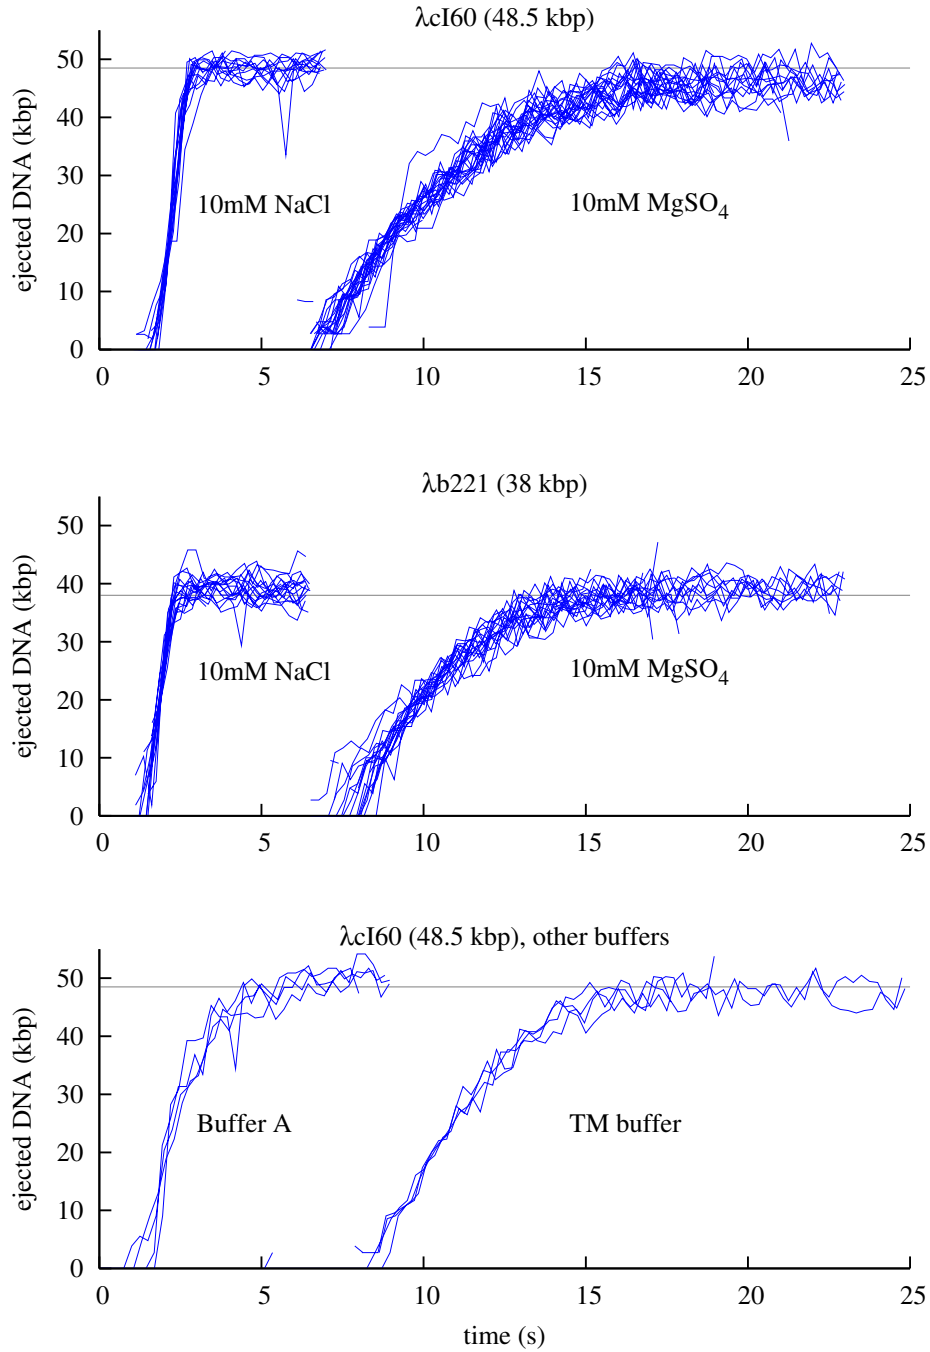 λcI60 (48.5 kbp)
ejected DNA (kbp)
50
40
30
20
10
0
10mM NaCl
10mM MgSO4
0 5 10 15 20 25
λb221 (38 kbp)
ejected DNA (kbp)
50
40
30
20
10
0
10mM NaCl
10mM MgSO4
0 5 10 15 20 25
λcI60 (48.5 kbp), other buffers
ejected DNA (kbp)
50
40
30
20
10
0
Buffer A
TM buffer
0 5 10 15 20 25
time (s)